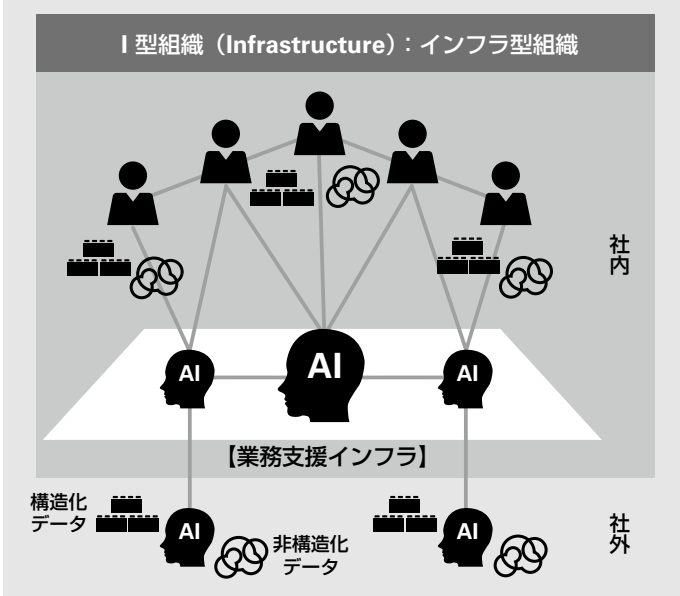 I 型組織（Infrastructure）：インフラ型組織
社内
AI
AI
AI
【業務支援インフラ】
構造化
データ
AI
非構造化
データ
AI
社外